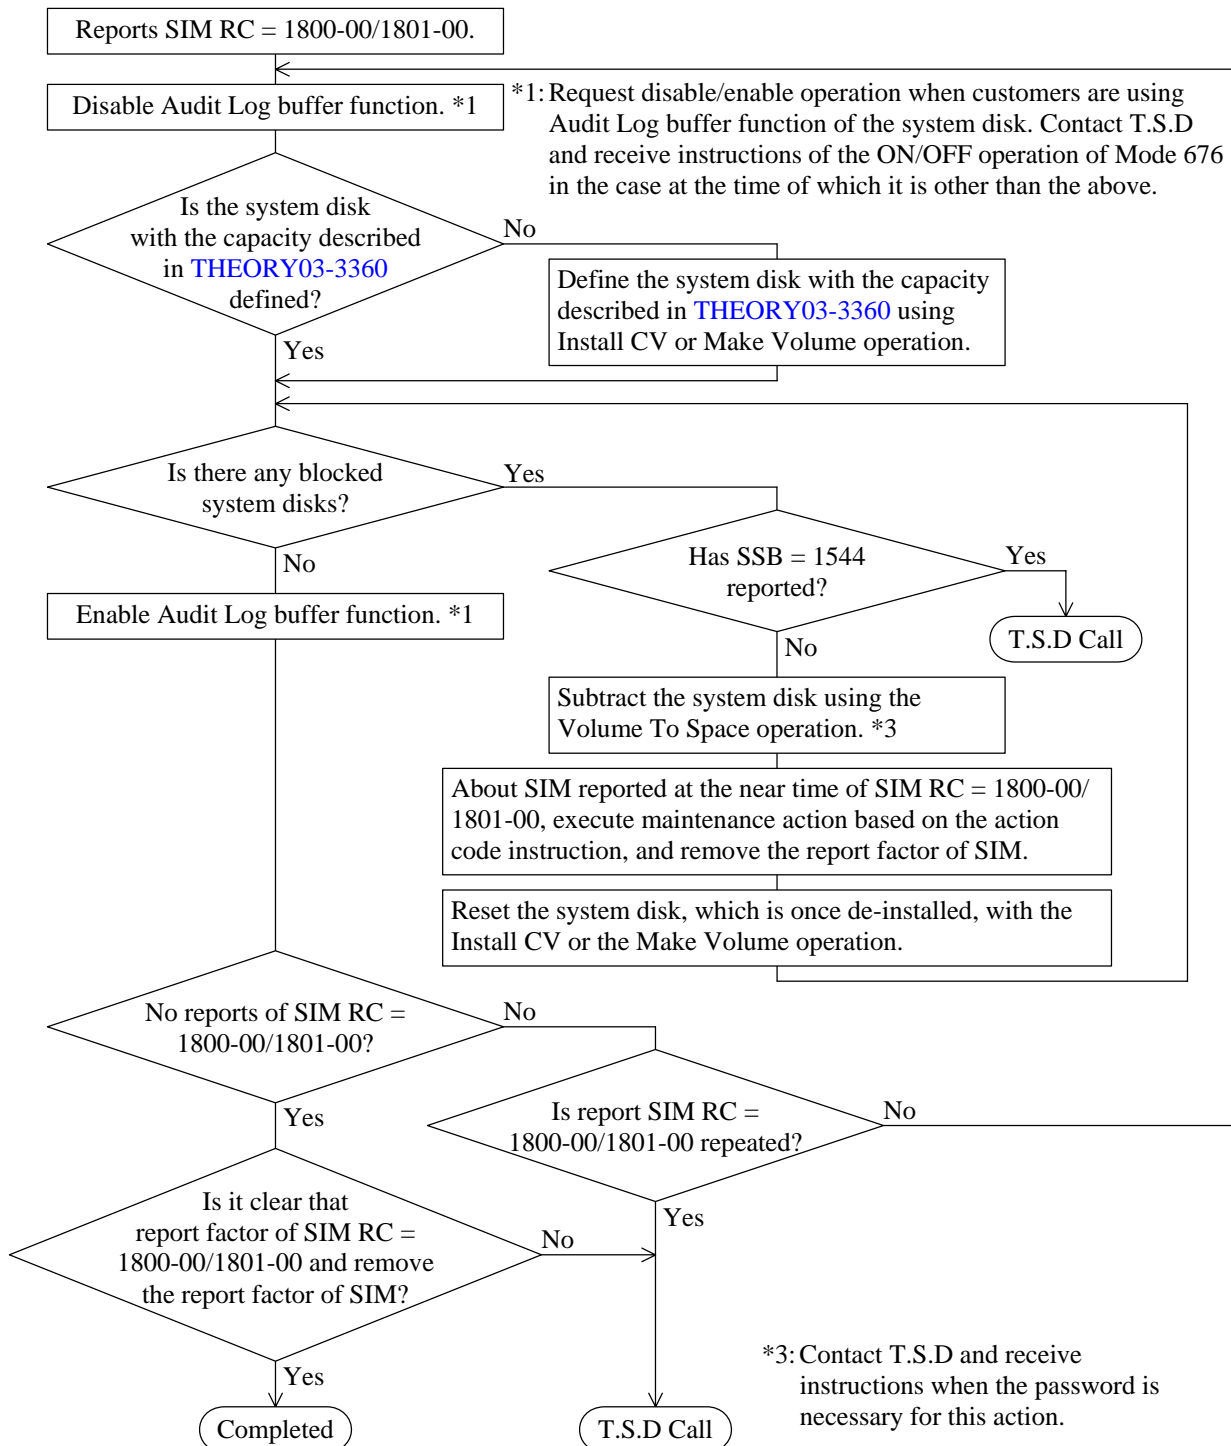 Reports SIM RC = 1800-00/1801-00.
Disable Audit Log buffer function. *1
*1: Request disable/enable operation when customers are using
Audit Log buffer function of the system disk. Contact T.S.D
and receive instructions of the ON/OFF operation of Mode 676
in the case at the time of which it is other than the above.
Is the system disk
with the capacity described
in THEORY03-3360
defined?
No
Define the system disk with the capacity
described in THEORY03-3360 using
Install CV or Make Volume operation.
Yes
Is there any blocked
system disks?
Yes
No
Has SSB = 1544
reported?
Yes
T.S.D Call
No
Enable Audit Log buffer function. *1
Subtract the system disk using the
Volume To Space operation. *3
About SIM reported at the near time of SIM RC = 1800-00/
1801-00, execute maintenance action based on the action
code instruction, and remove the report factor of SIM.
Reset the system disk, which is once de-installed, with the
Install CV or the Make Volume operation.
No reports of SIM RC =
1800-00/1801-00?
No
Yes
Is report SIM RC =
1800-00/1801-00 repeated?
No
Yes
Is it clear that
report factor of SIM RC =
1800-00/1801-00 and remove
the report factor of SIM?
No
Yes
Completed
T.S.D Call
*3: Contact T.S.D and receive
instructions when the password is
necessary for this action.